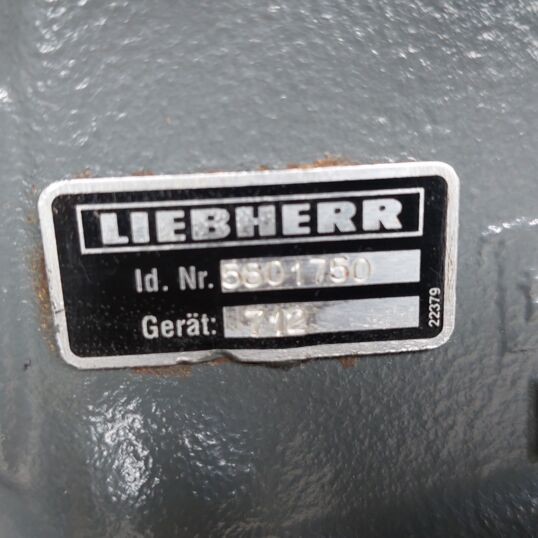 LIEBHERR
Id. Nr. 5601750
Gerät: 712
22379